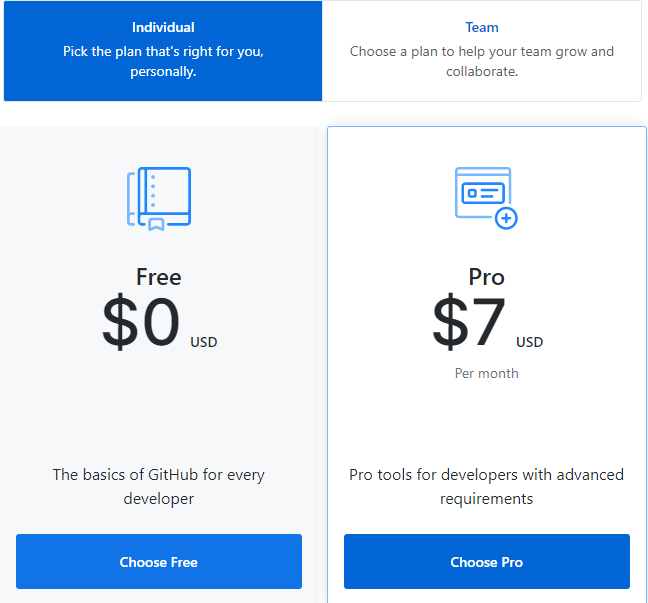 Individual
Pick the plan that's right for you,
personally.
Team
Choose a plan to help your team grow and
collaborate.
Free
$0 USD
The basics of GitHub for every
developer
Choose Free
Pro
$7 USD
Per month
Pro tools for developers with advanced
requirements
Choose Pro